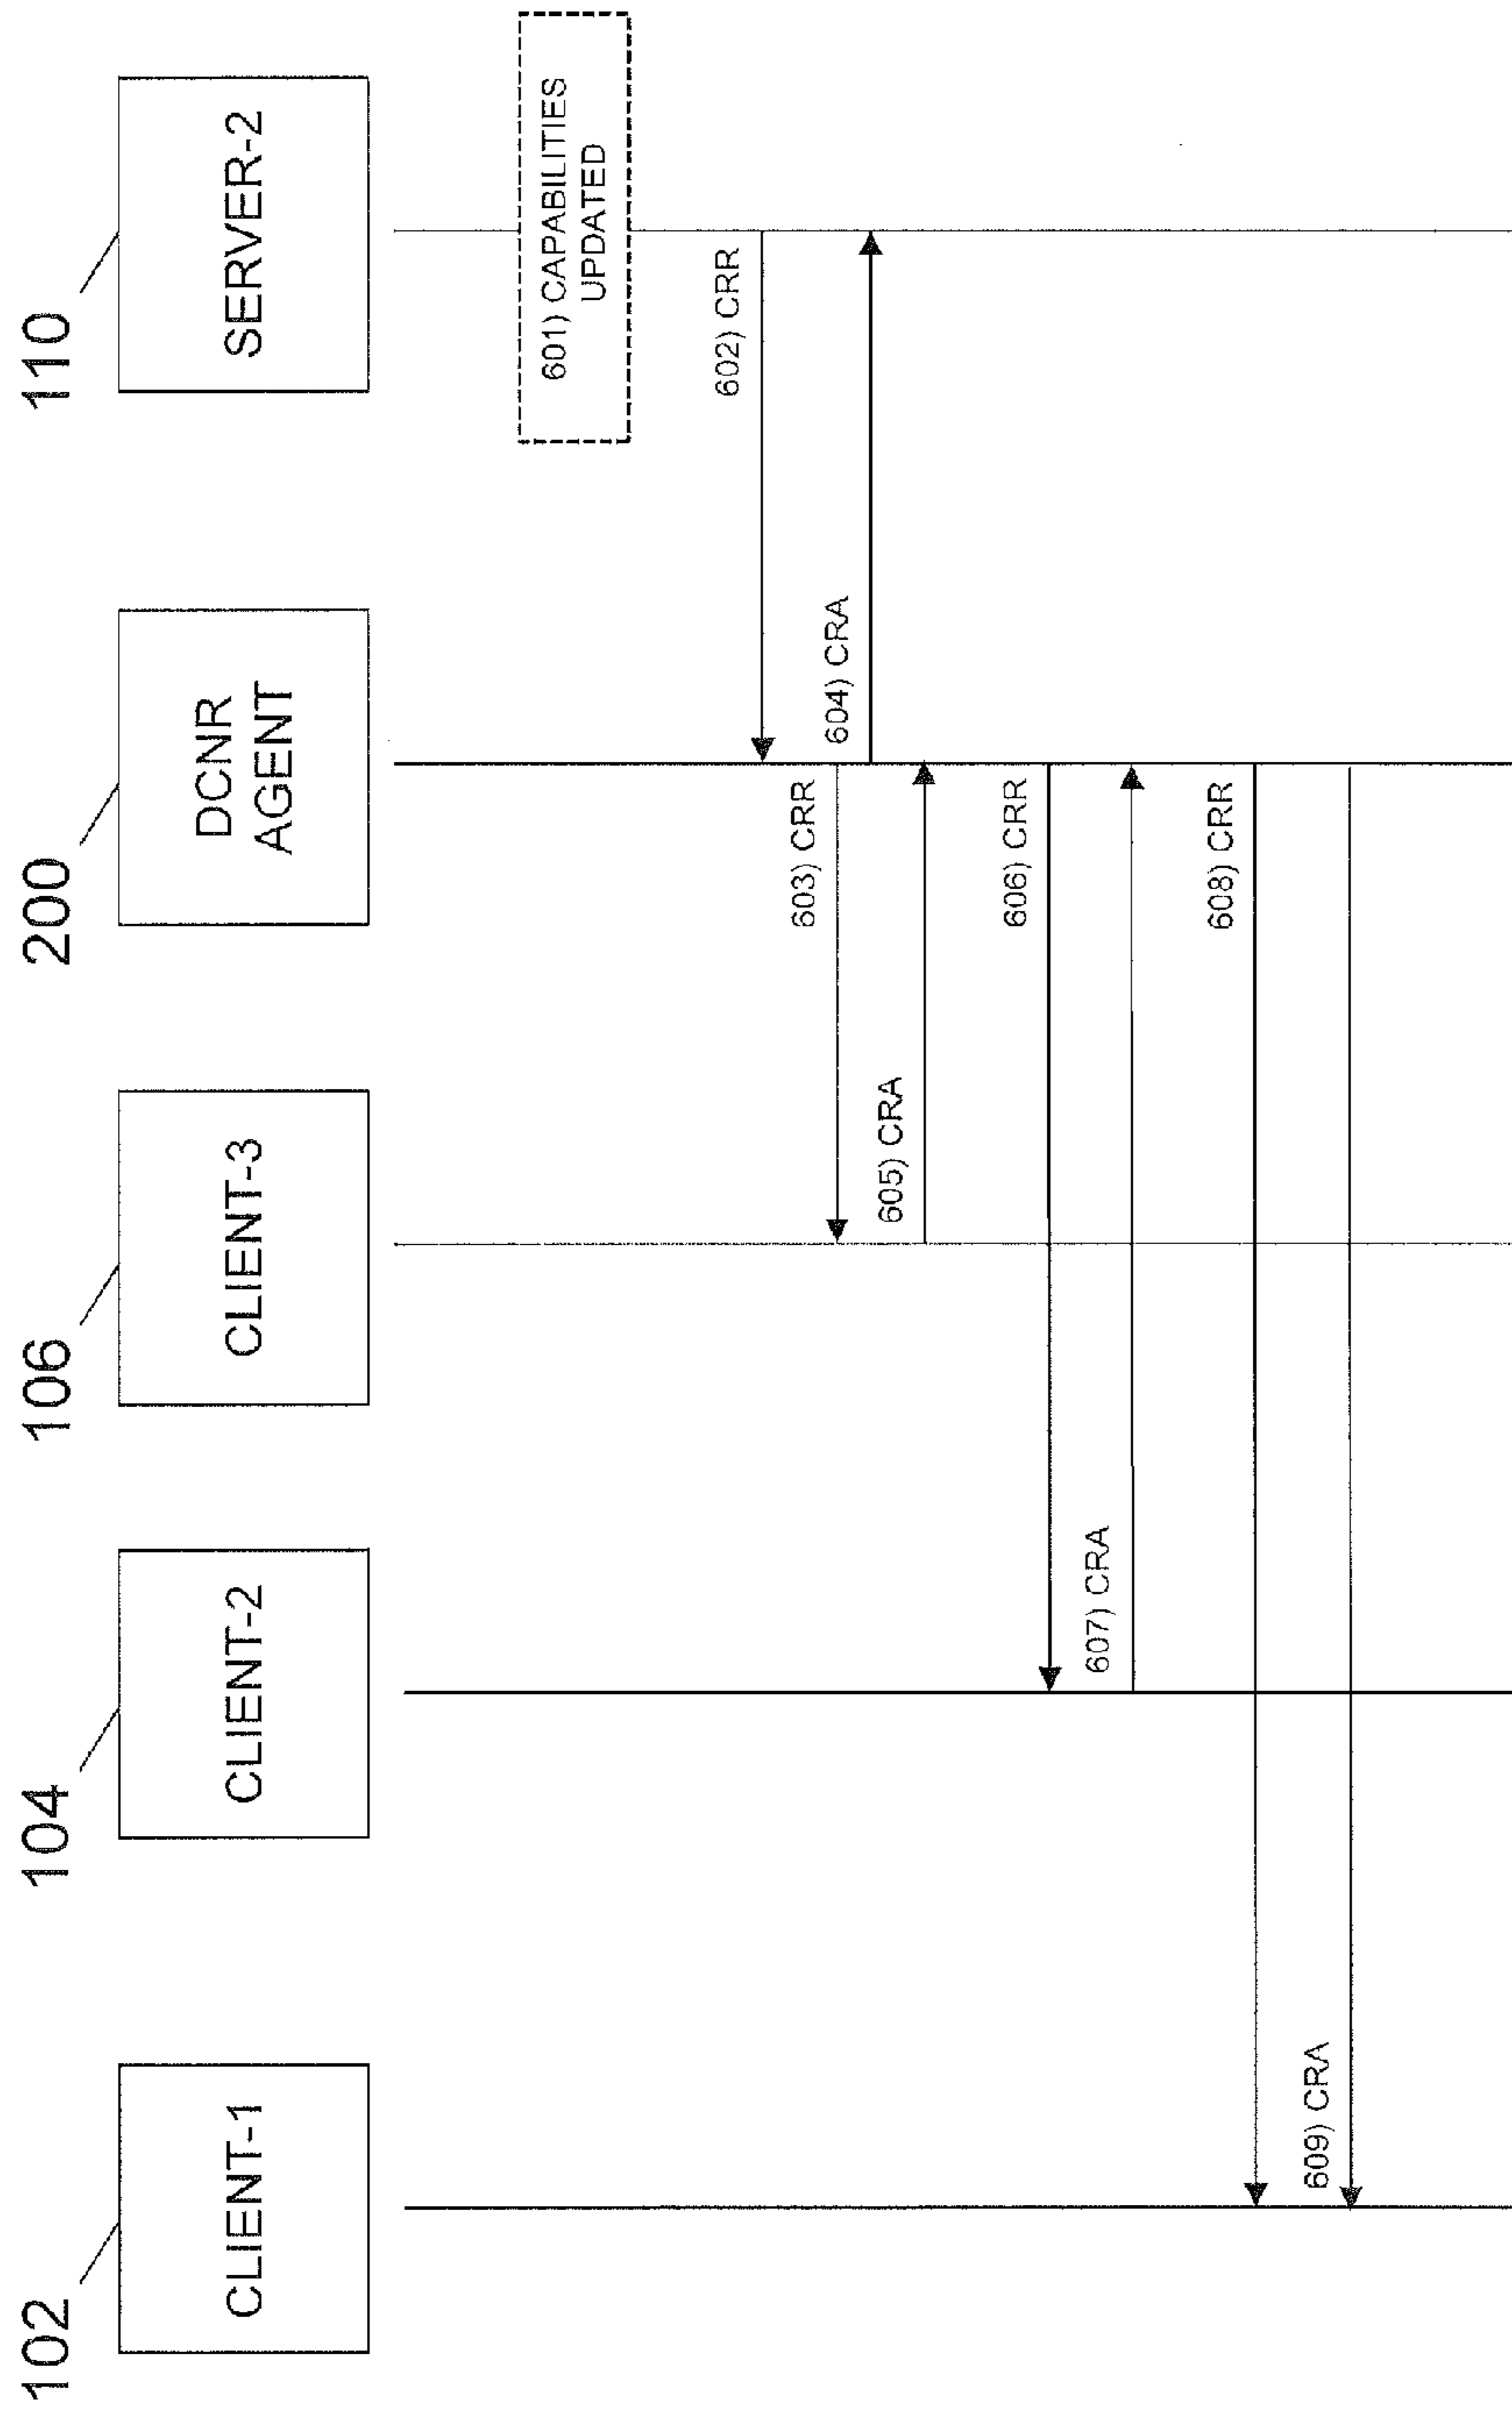 102
CLIENT-1
104
CLIENT-2
106
CLIENT-3
200
DCNR
AGENT
110
SERVER-2
601) CAPABILITIES
UPDATED
602) CRR
603) CRR
604) CRA
605) CRA
606) CRR
607) CRA
608) CRR
609) CRA